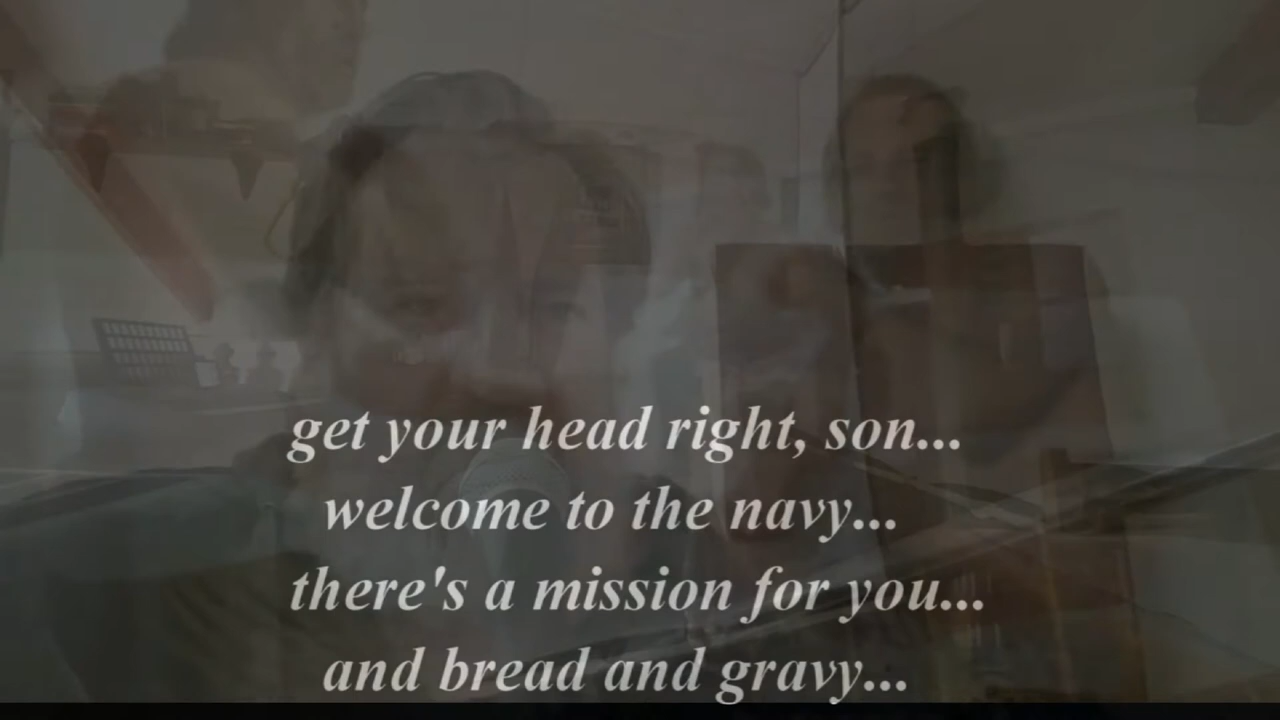 get your head right, son...
welcome to the navy...
there's a mission for you...
and bread and gravy...